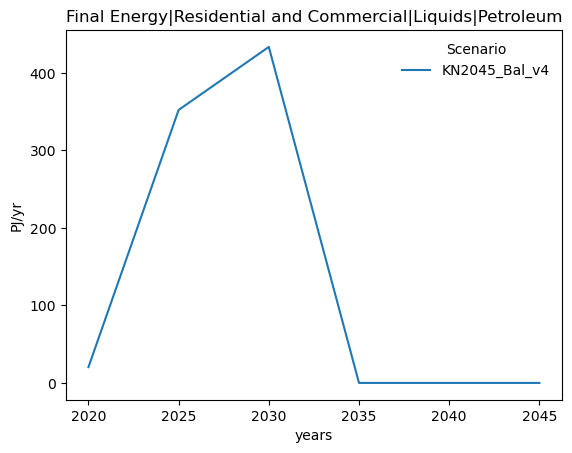 Final Energy|Residential and Commercial|Liquids|Petroleum
Scenario
KN2045_Bal_v4
400
300
200
100
0
PJ/yr
2020 2025 2030 2035 2040 2045
years